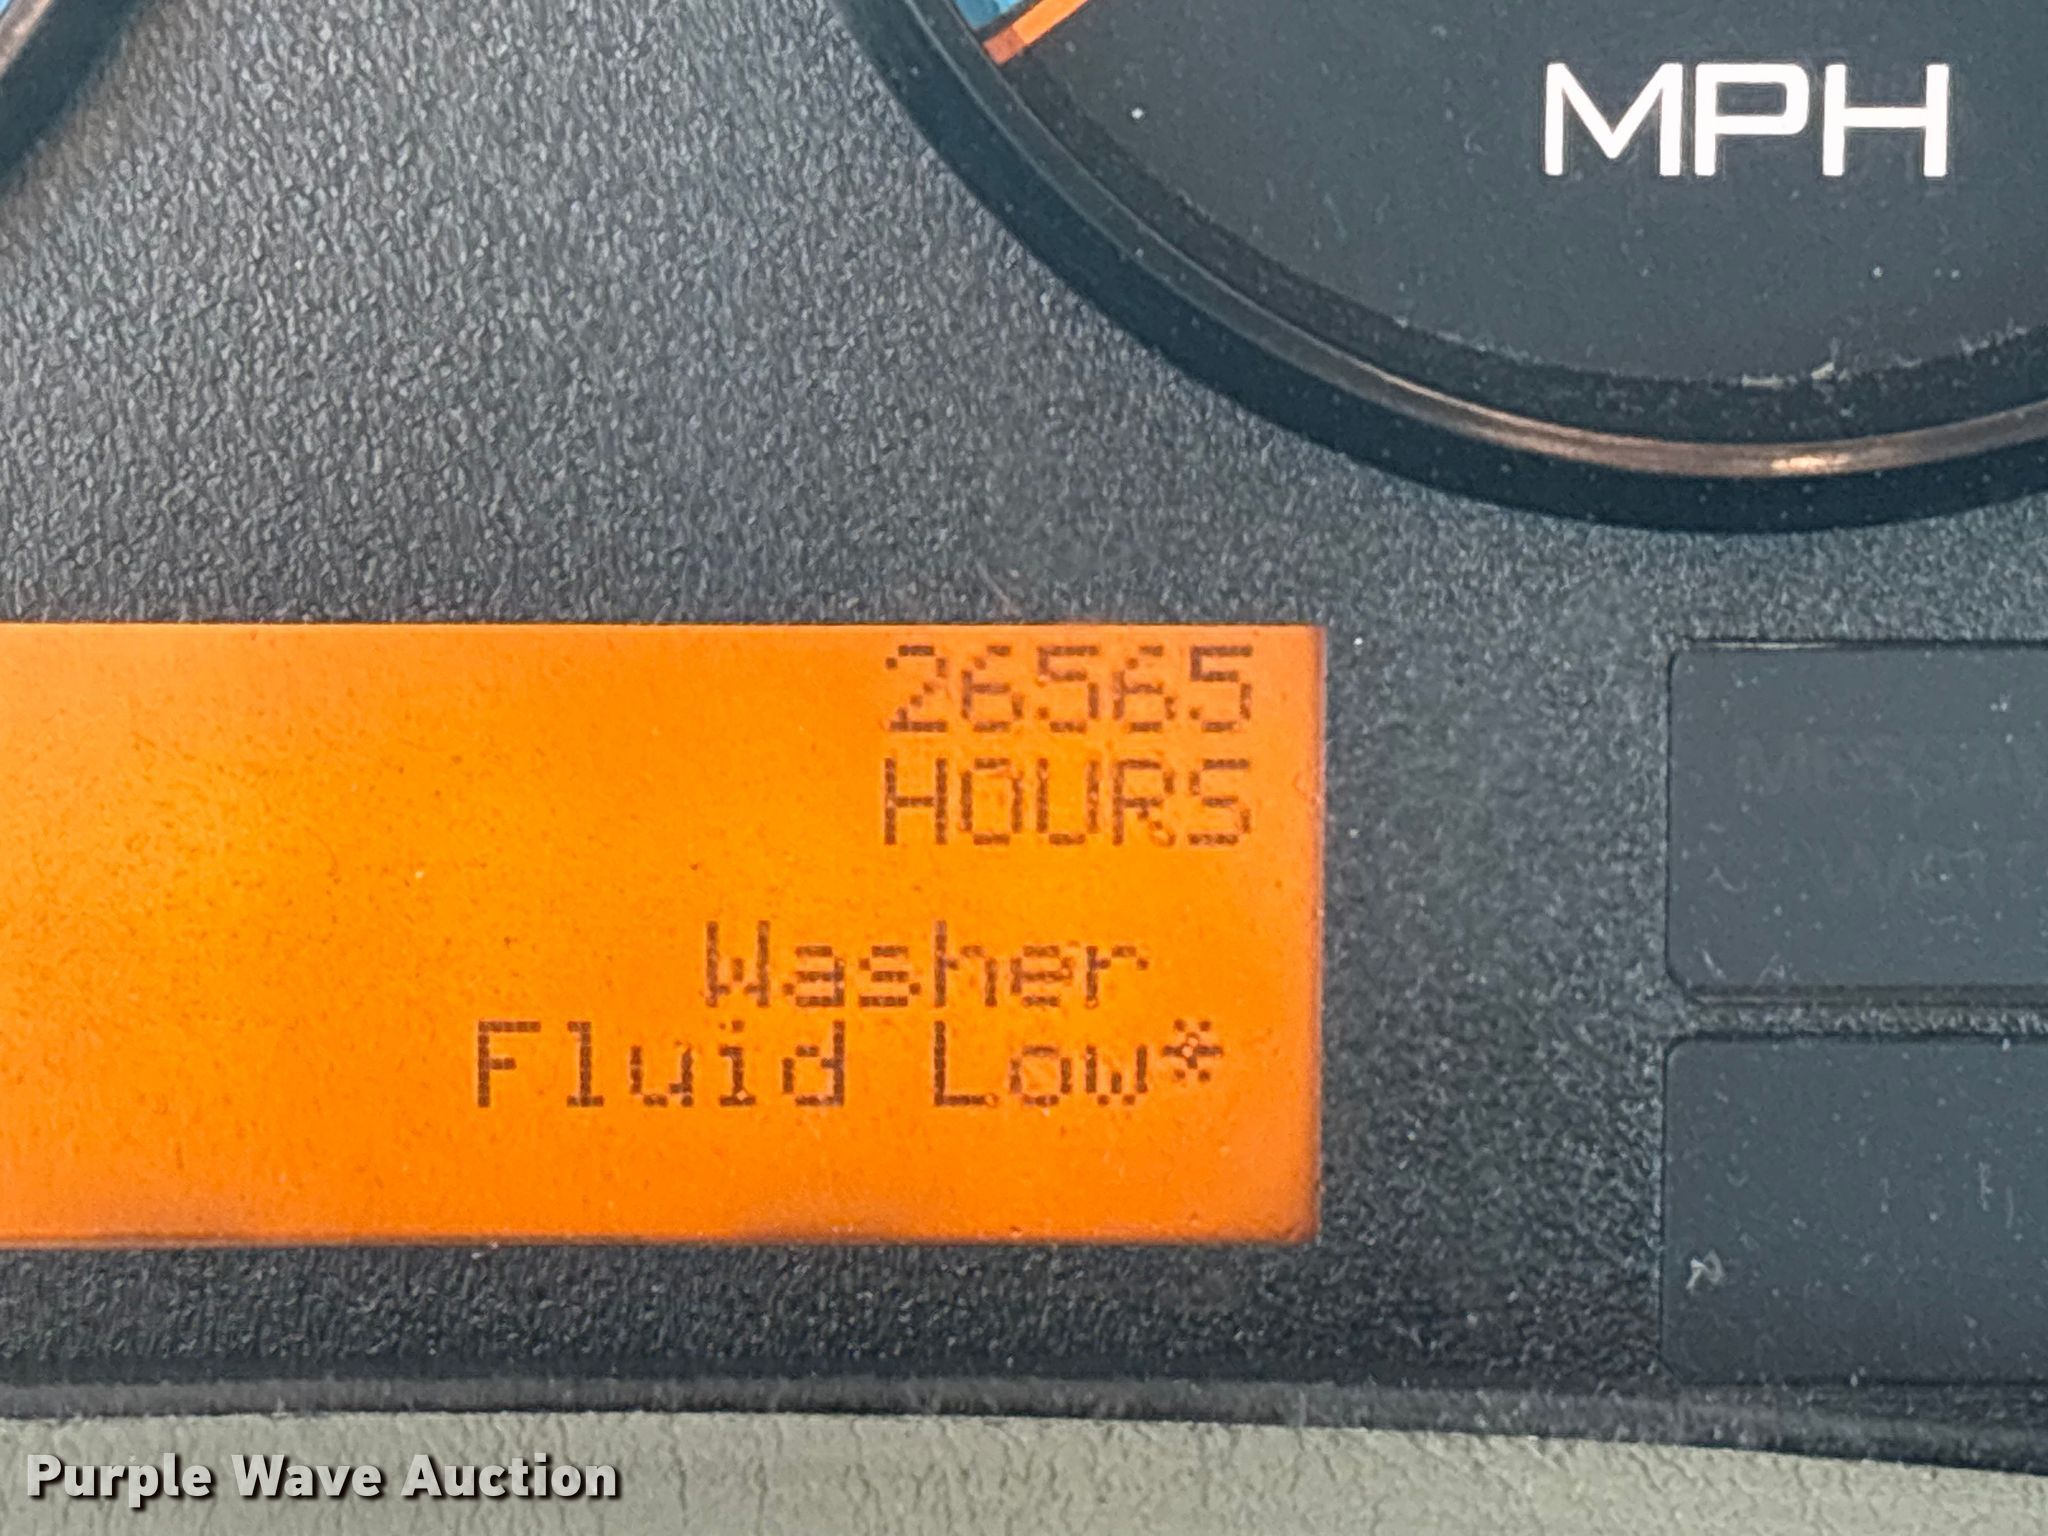 MPH
26565
HOURS
Washer
Fluid Low*
Purple Wave Auction